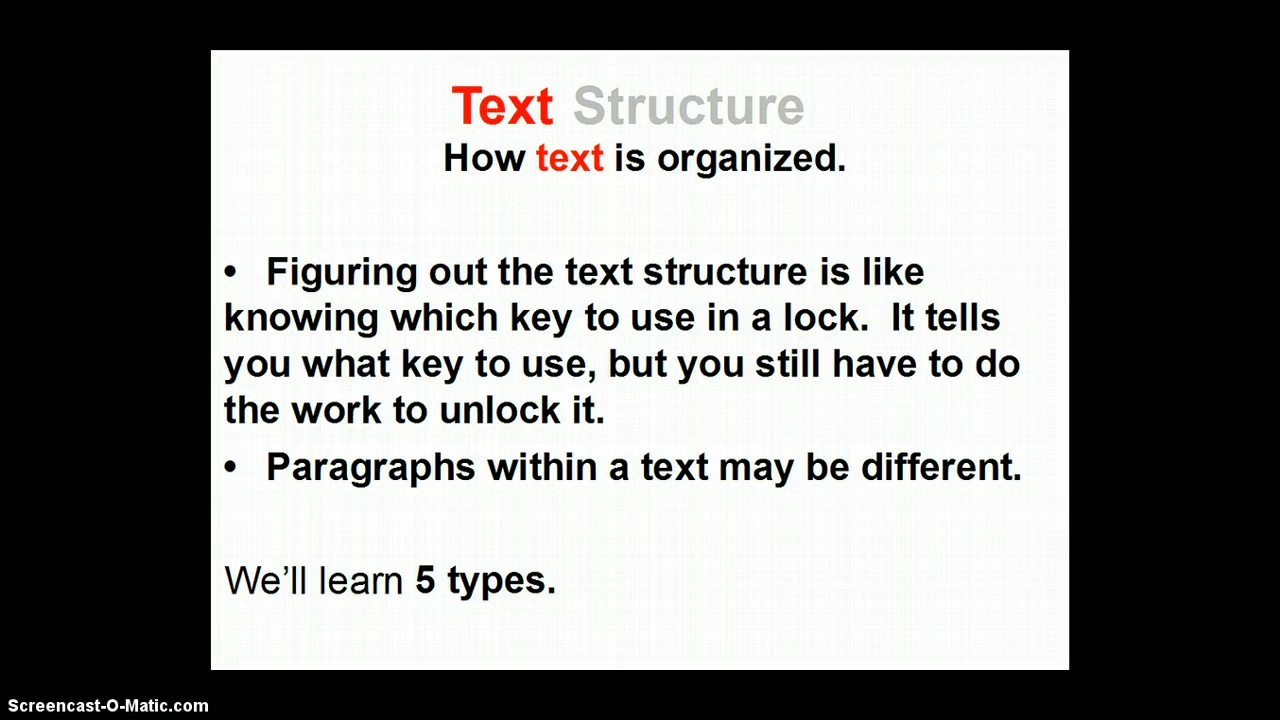 Text Structure
How text is organized.
• Figuring out the text structure is like
knowing which key to use in a lock.  It tells
you what key to use, but you still have to do
the work to unlock it.
• Paragraphs within a text may be different.
We’ll learn 5 types.
Screencast-O-Matic.com